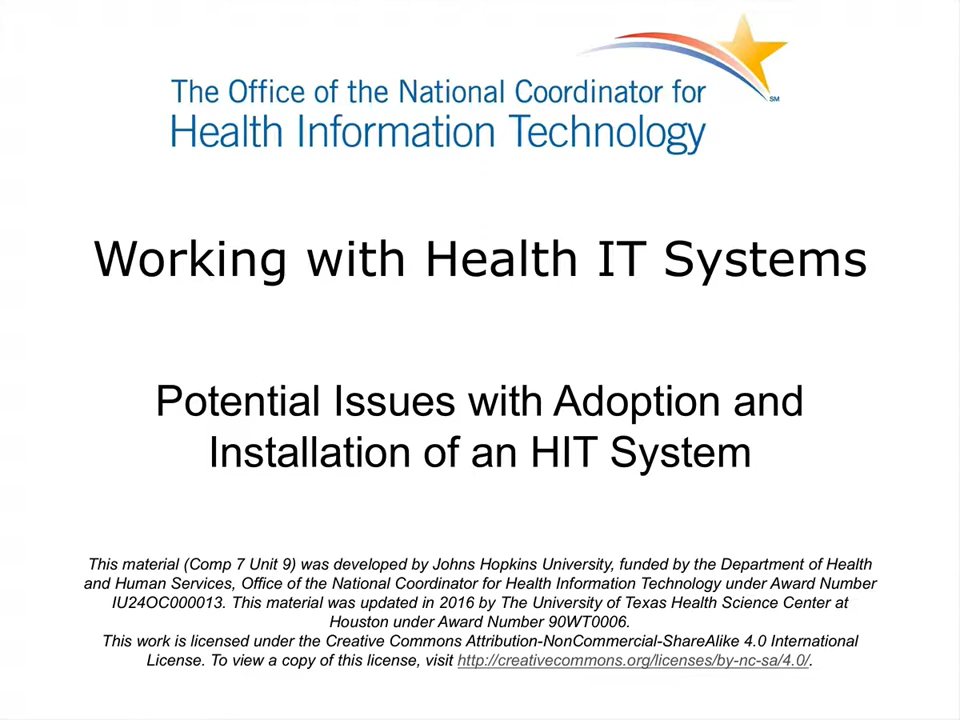 The Office of the National Coordinator for
Health Information Technology
SM
Working with Health IT Systems
Potential Issues with Adoption and
Installation of an HIT System
This material (Comp 7 Unit 9) was developed by Johns Hopkins University, funded by the Department of Health
and Human Services, Office of the National Coordinator for Health Information Technology under Award Number
IU24OC000013. This material was updated in 2016 by The University of Texas Health Science Center at
Houston under Award Number 90WT0006.
This work is licensed under the Creative Commons Attribution-NonCommercial-ShareAlike 4.0 International
License. To view a copy of this license, visit http://creativecommons.org/licenses/by-nc-sa/4.0/.